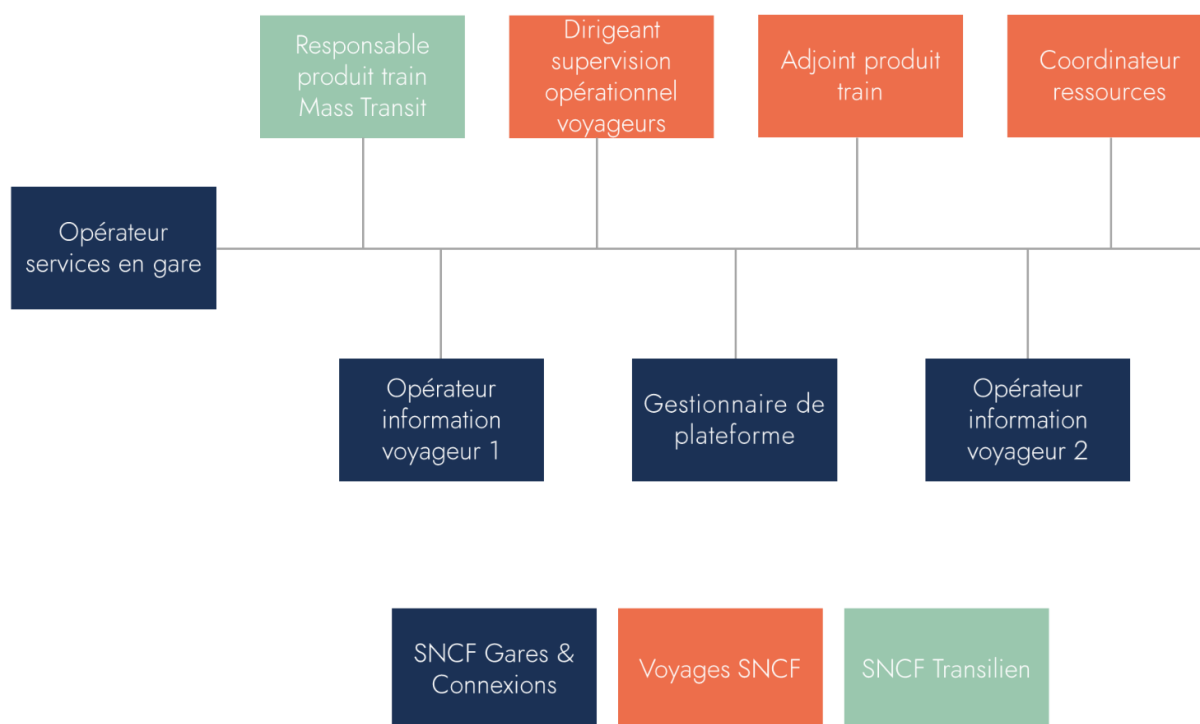 Responsable
produit train
Mass Transit
Dirigeant
supervision
opérationnel
voyageurs
Adjoint produit
train
Coordinateur
ressources
Opérateur
services en gare
Opérateur
information
voyageur 1
Gestionnaire de
plateforme
Opérateur
information
voyageur 2
SNCF Gares &
Connexions
Voyages SNCF
SNCF Transilien